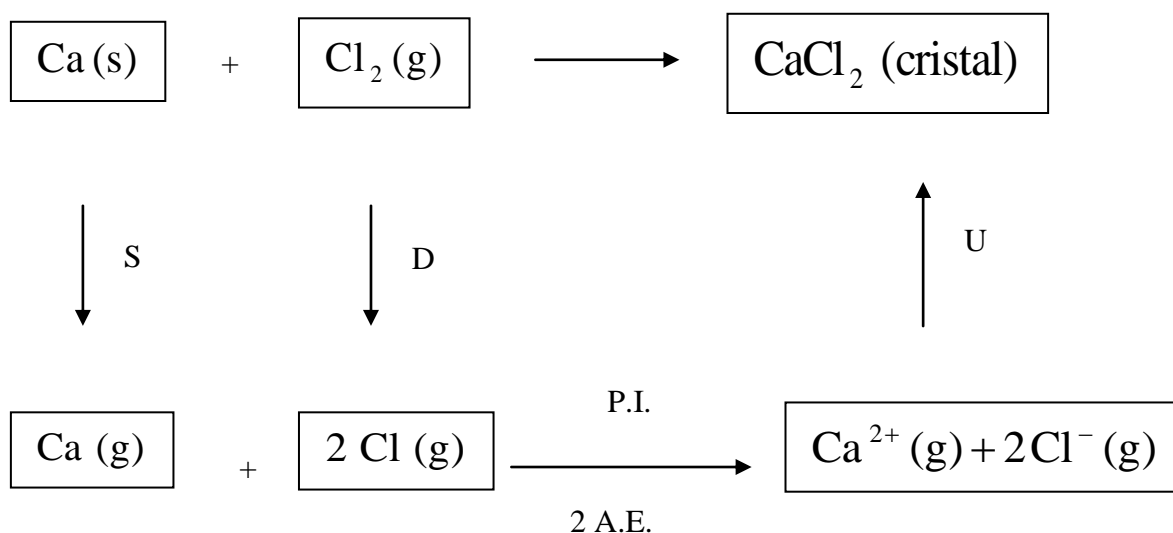 Ca (s) + Cl₂ (g) CaCl₂ (cristal)
S D U
P.I.
Ca (g) + 2 Cl (g) Ca²⁺ (g) + 2Cl⁻ (g)
2 A.E.